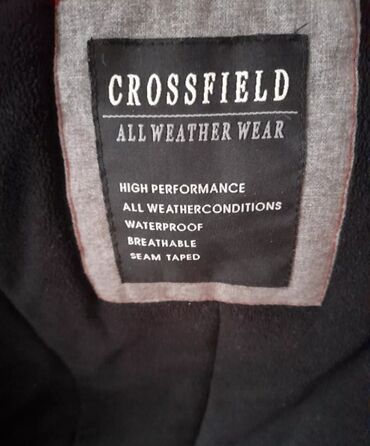 CROSSFIELD
ALL WEATHER WEAR
HIGH PERFORMANCE
ALL WEATHERCONDITIONS
WATERPROOF
BREATHABLE
SEAM TAPED